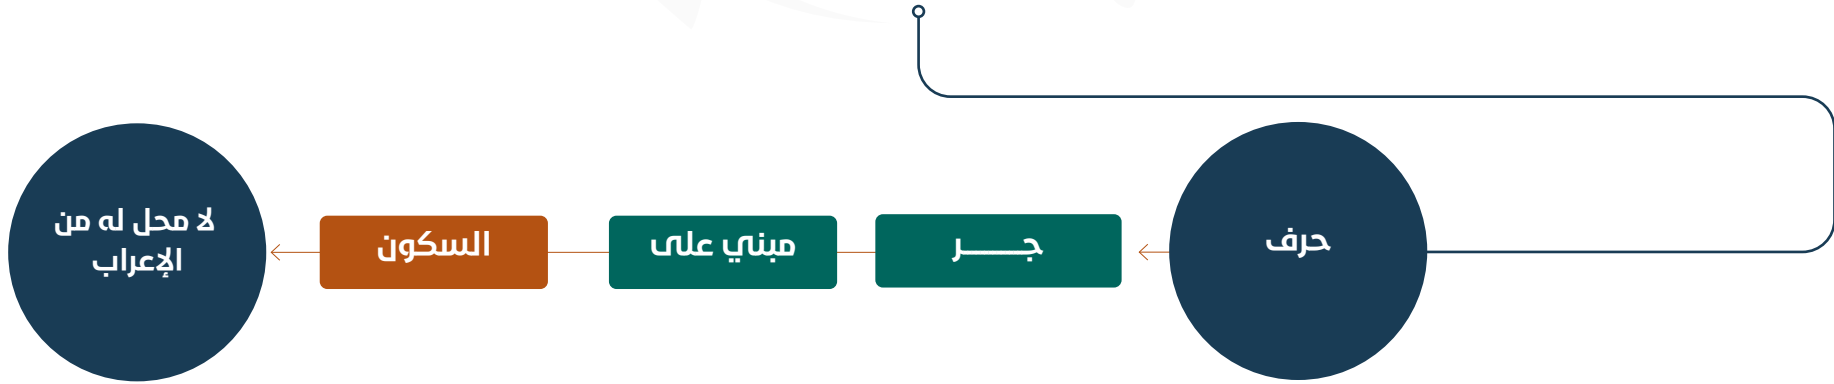 حرف
جـــــر
مبني على
السكون
لا محل له من
الإعراب